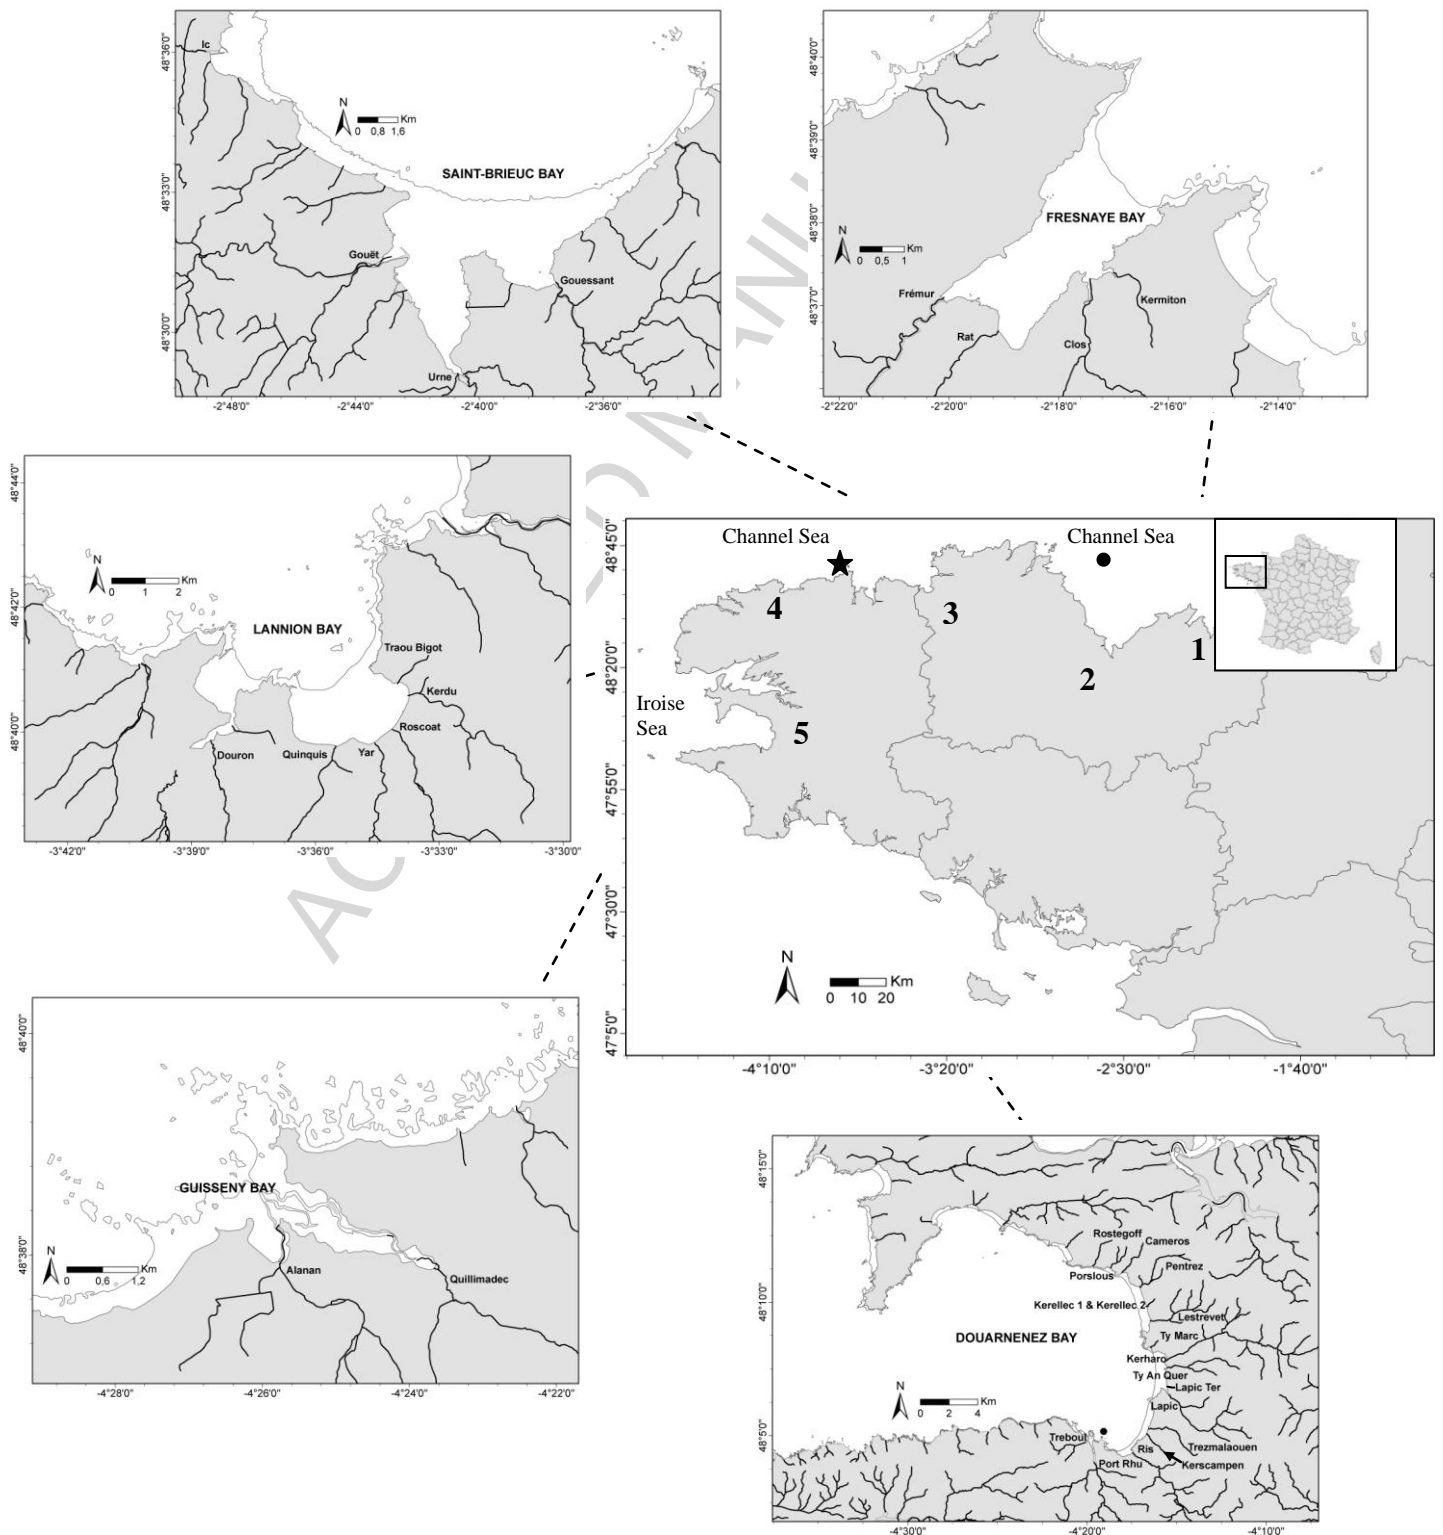 Ic
N
Km
0 0,8 1,6
SAINT-BRIEUC BAY
Gouët
Gouessant
Urne
48°36'0"
48°33'0"
48°30'0"
-2°48'0"
-2°44'0"
-2°40'0"
-2°36'0"
N
Km
0 0,5 1
FRESNAYE BAY
Frémur
Rat
Clos
Kermiton
48°40'0"
48°39'0"
48°38'0"
48°37'0"
-2°22'0"
-2°20'0"
-2°18'0"
-2°16'0"
-2°14'0"
N
Km
0 1 2
LANNION BAY
Traou Bigot
Kerdu
Roscoat
Douron
Quinquis
Yar
48°44'0"
48°42'0"
48°40'0"
-3°42'0"
-3°39'0"
-3°36'0"
-3°33'0"
-3°30'0"
Channel Sea
Channel Sea
4
3
1
2
5
Iroise
Sea
N
Km
0 10 20
48°45'0"
48°20'0"
47°55'0"
47°30'0"
47°5'0"
-4°10'0"
-3°20'0"
-2°30'0"
-1°40'0"
GUISSENY BAY
N
Km
0 0,6 1,2
Alanan
Quillimadec
48°40'0"
48°38'0"
-4°28'0"
-4°26'0"
-4°24'0"
-4°22'0"
Rostegoff
Cameros
Pentrez
Porslous
Kerellec 1 & Kerellec 2
Lestrevet
DOUARNENEZ BAY
Ty Marc
Kerharo
Ty An Quer
Lapic Ter
Lapic
N
Km
0 2 4
Treboul
Ris
Trezmalaouen
Port Rhu
Kerscampen
48°15'0"
48°10'0"
48°5'0"
-4°30'0"
-4°20'0"
-4°10'0"